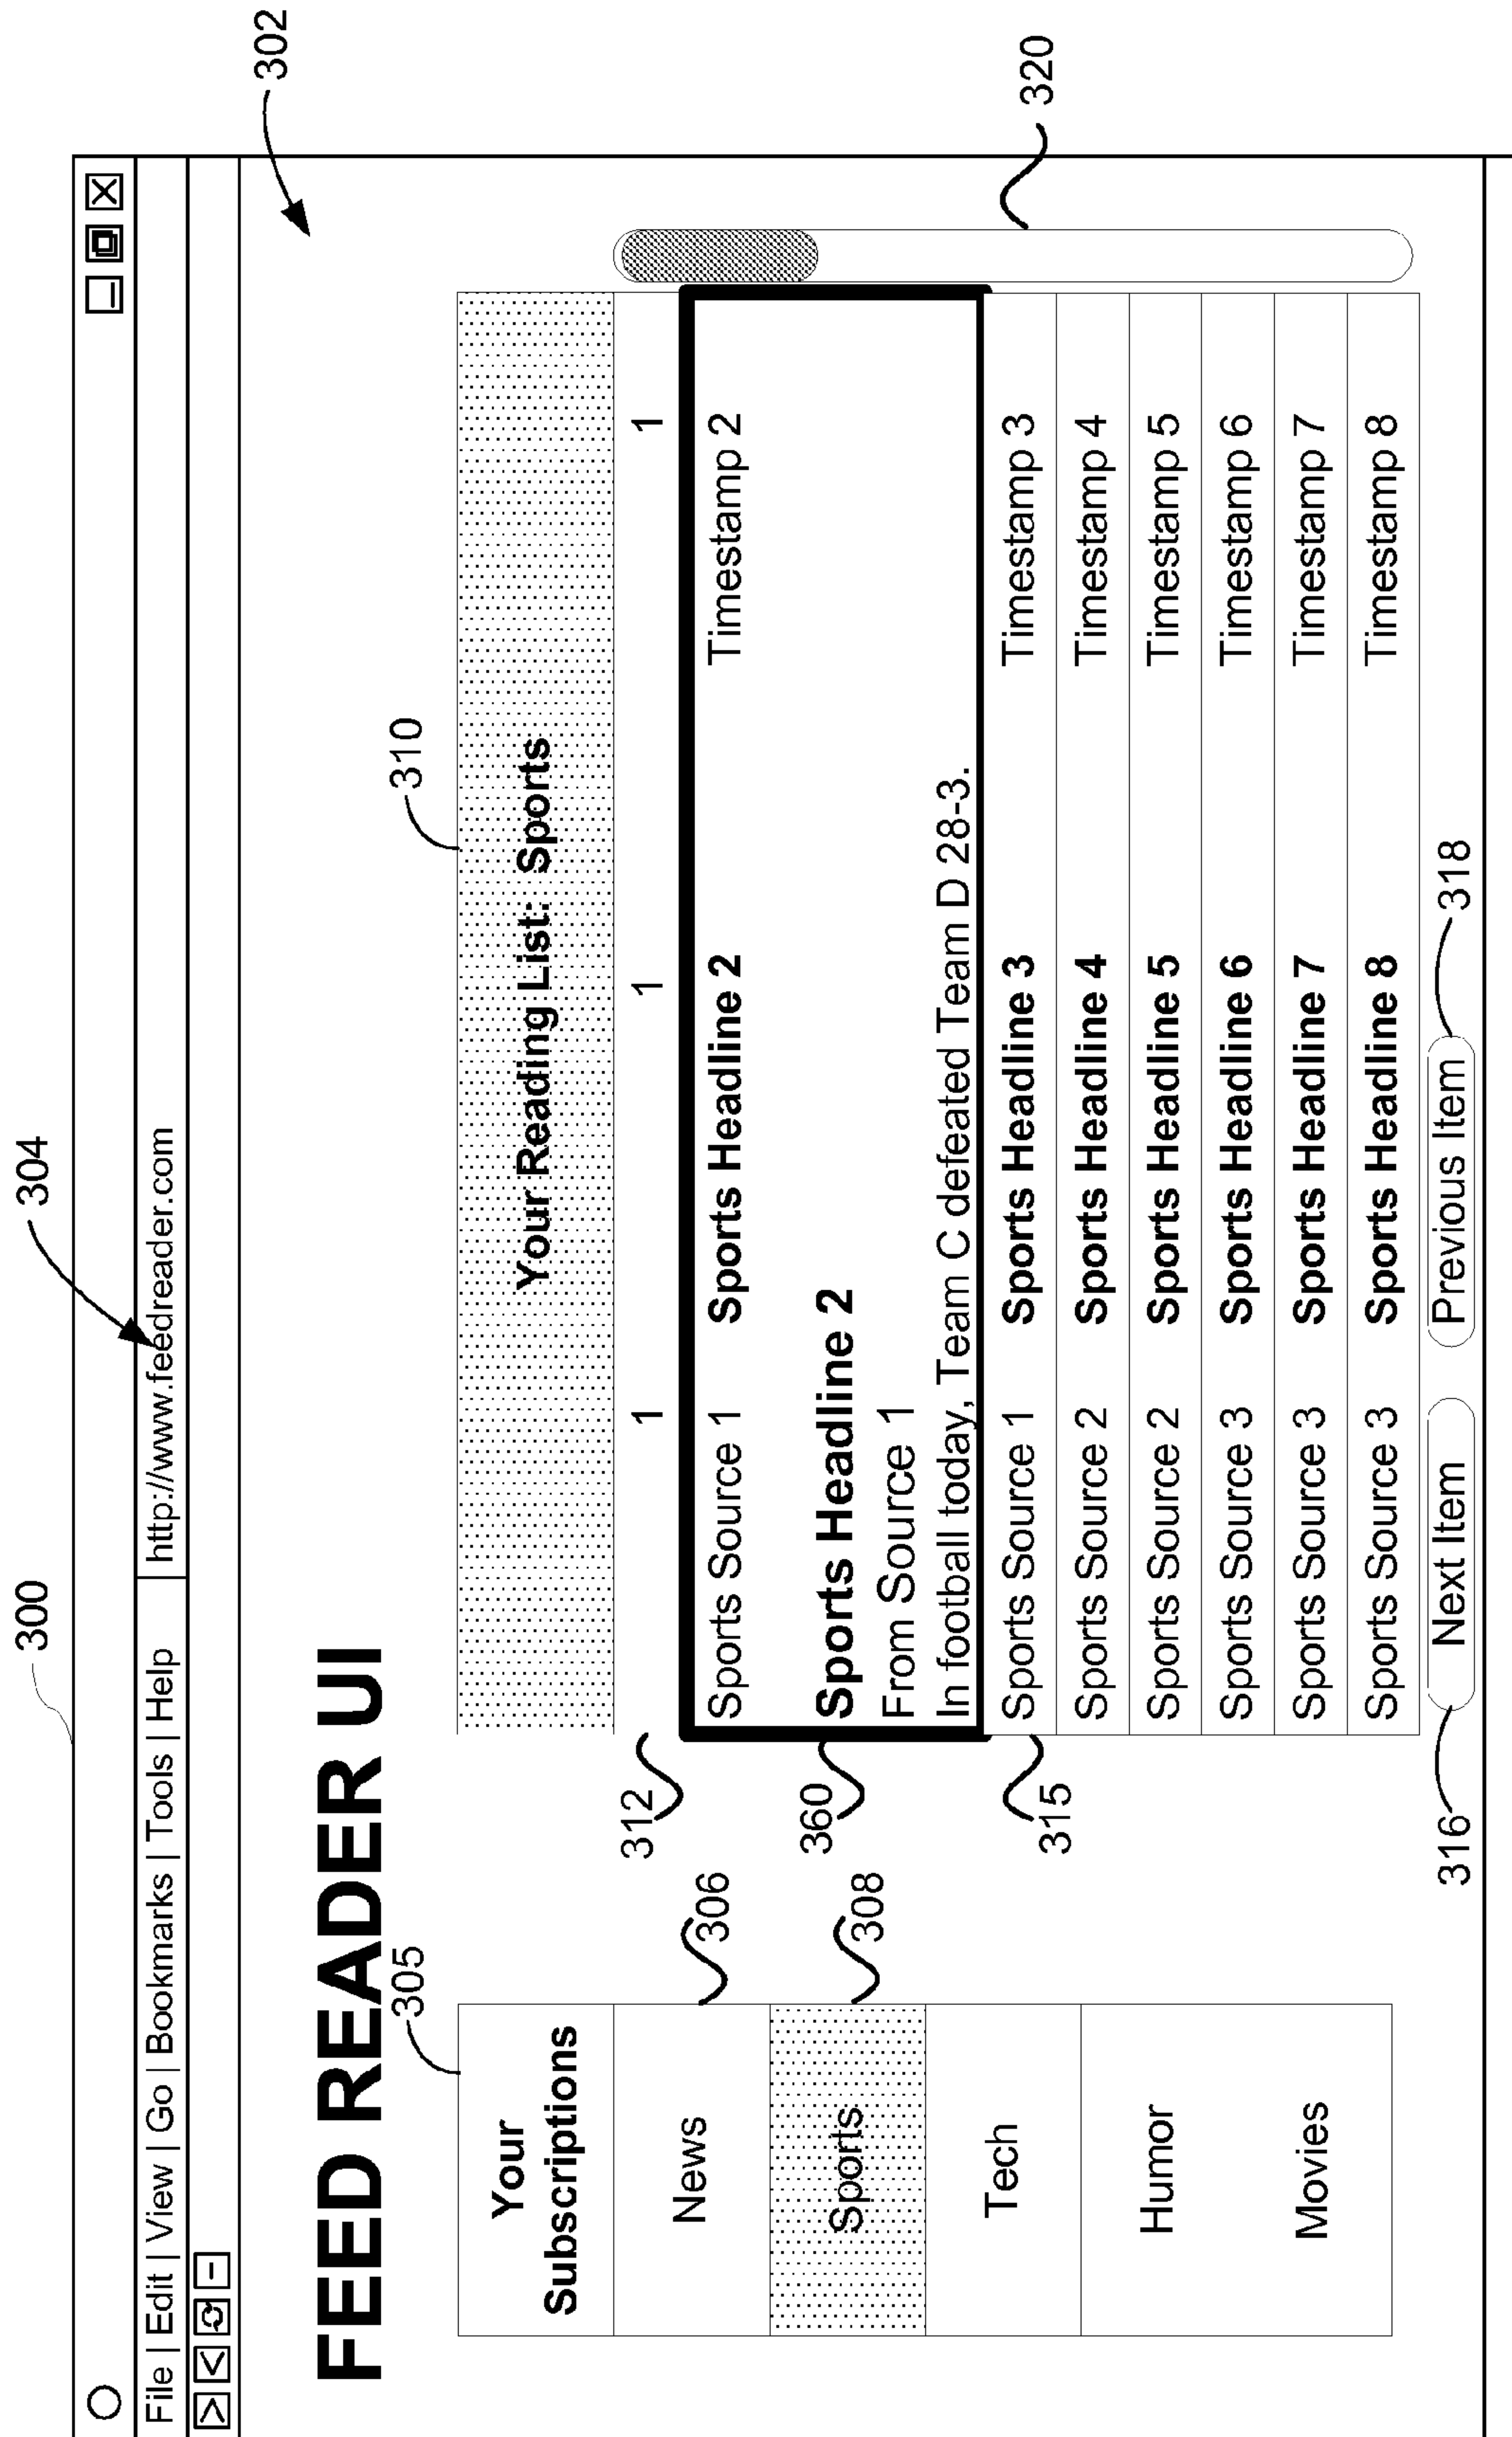 300
304
302
File | Edit | View | Go | Bookmarks | Tools | Help | http://www.feedreader.com
FEED READER UI
305
310
Your
Subscriptions
Your Reading List: Sports
312
1 1 1
News
306
Sports Source 1 Sports Headline 2 Timestamp 2
360
Sports Headline 2
Sports
308
From Source 1
In football today, Team C defeated Team D 28-3.
315
Sports Source 1 Sports Headline 3 Timestamp 3
320
Tech
Sports Source 2 Sports Headline 4 Timestamp 4
Sports Source 2 Sports Headline 5 Timestamp 5
Humor
Sports Source 3 Sports Headline 6 Timestamp 6
Sports Source 3 Sports Headline 7 Timestamp 7
Movies
Sports Source 3 Sports Headline 8 Timestamp 8
316
Next Item
Previous Item
318